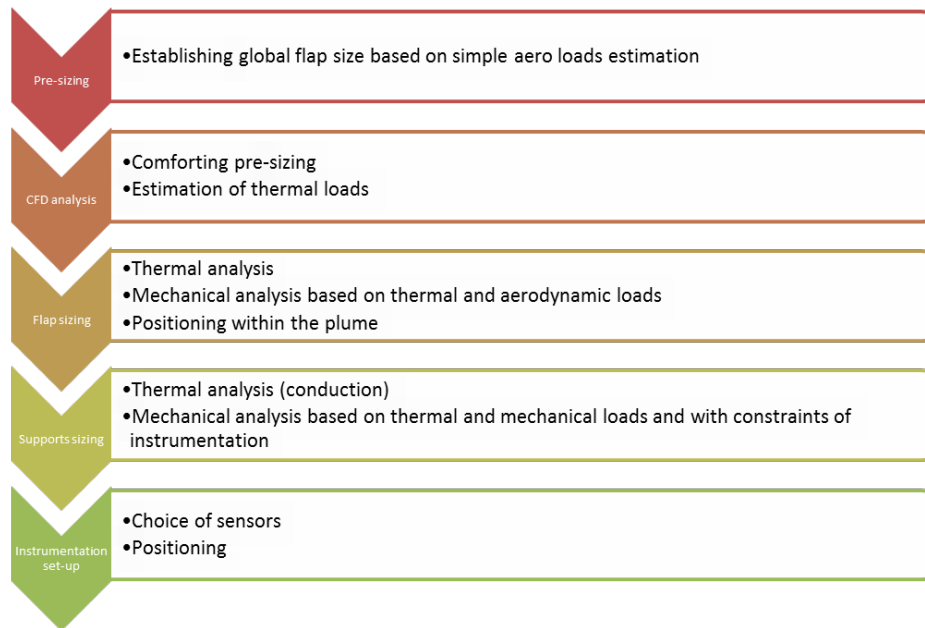 Pre-sizing
•Establishing global flap size based on simple aero loads estimation
CFD analysis
•Comforting pre-sizing
•Estimation of thermal loads
Flap sizing
•Thermal analysis
•Mechanical analysis based on thermal and aerodynamic loads
•Positioning within the plume
Supports sizing
•Thermal analysis (conduction)
•Mechanical analysis based on thermal and mechanical loads and with constraints of
instrumentation
Instrumentation
set-up
•Choice of sensors
•Positioning